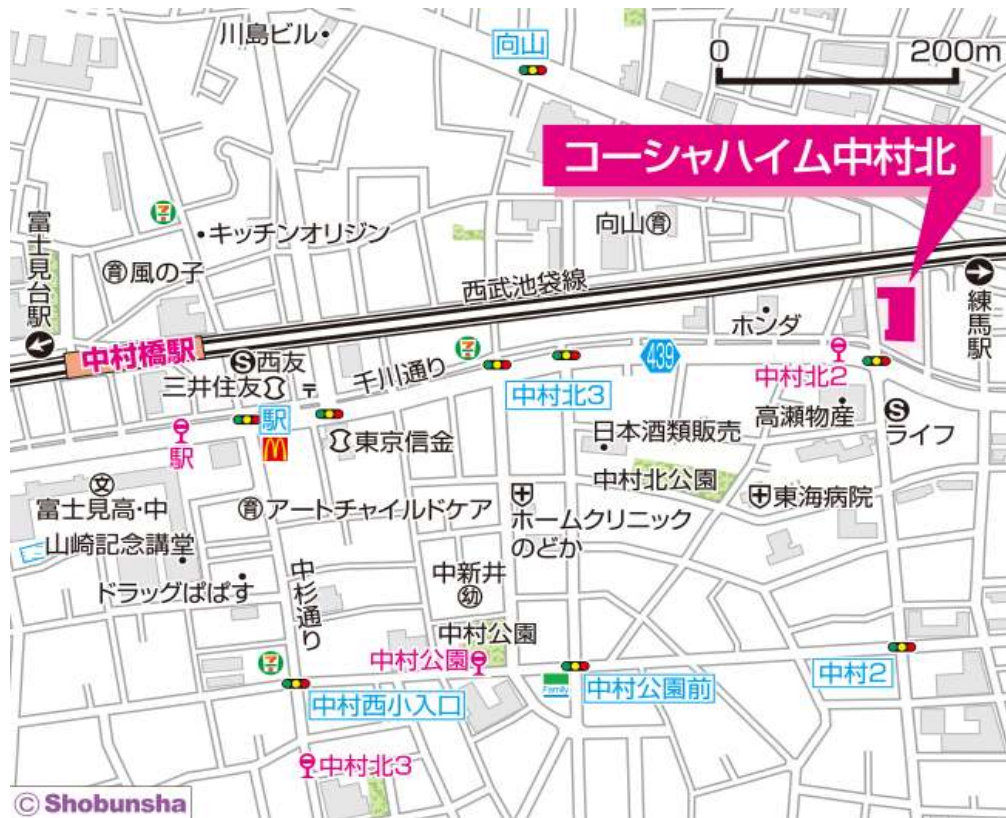 川島ビル
向山
0 200m
コーシャハイム中村北
富士見台駅
キッチンオリジン
向山育
育風の子
西武池袋線
練馬駅
ホンダ
中村橋駅
S西友
千川通り
439
三井住友
〒
中村北3
中村北2
S
ライフ
高瀬物産
駅
駅
東京信金
日本酒類販売
中村北公園
文
富士見高・中
育アートチャイルドケア
ホームクリニック
のどか
東海病院
山崎記念講堂
ドラッグぱぱす
中杉通り
中新井
幼
中村公園
中村公園
中村2
中村西小入口
Family
中村公園前
中村北3
© Shobunsha